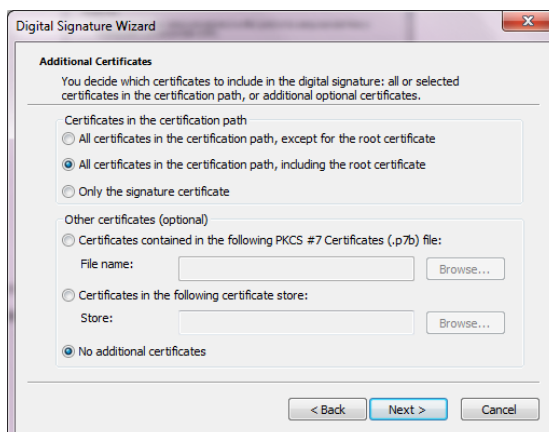 Digital Signature Wizard
Additional Certificates
You decide which certificates to include in the digital signature: all or selected
certificates in the certification path, or additional optional certificates.
Certificates in the certification path
All certificates in the certification path, except for the root certificate
All certificates in the certification path, including the root certificate
Only the signature certificate
Other certificates (optional)
Certificates contained in the following PKCS #7 Certificates (.p7b) file:
File name:
Browse...
Certificates in the following certificate store:
Store:
Browse...
No additional certificates
< Back
Next >
Cancel